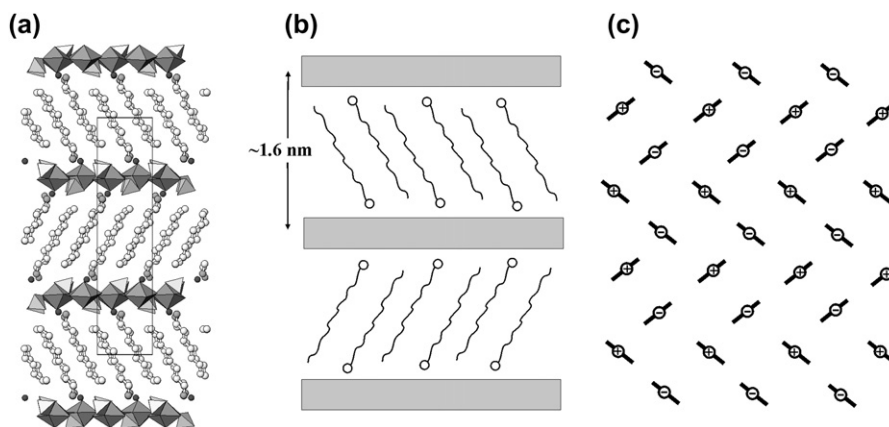 (a) (b) (c)
~1.6 nm
⊖ ⊖ ⊖
⊕ ⊕ ⊕ ⊕
⊖ ⊖ ⊖
⊕ ⊕ ⊕ ⊕
⊖ ⊖ ⊖
⊕ ⊕ ⊕ ⊕
⊖ ⊖ ⊖
⊕ ⊕ ⊕ ⊕
⊖ ⊖ ⊖